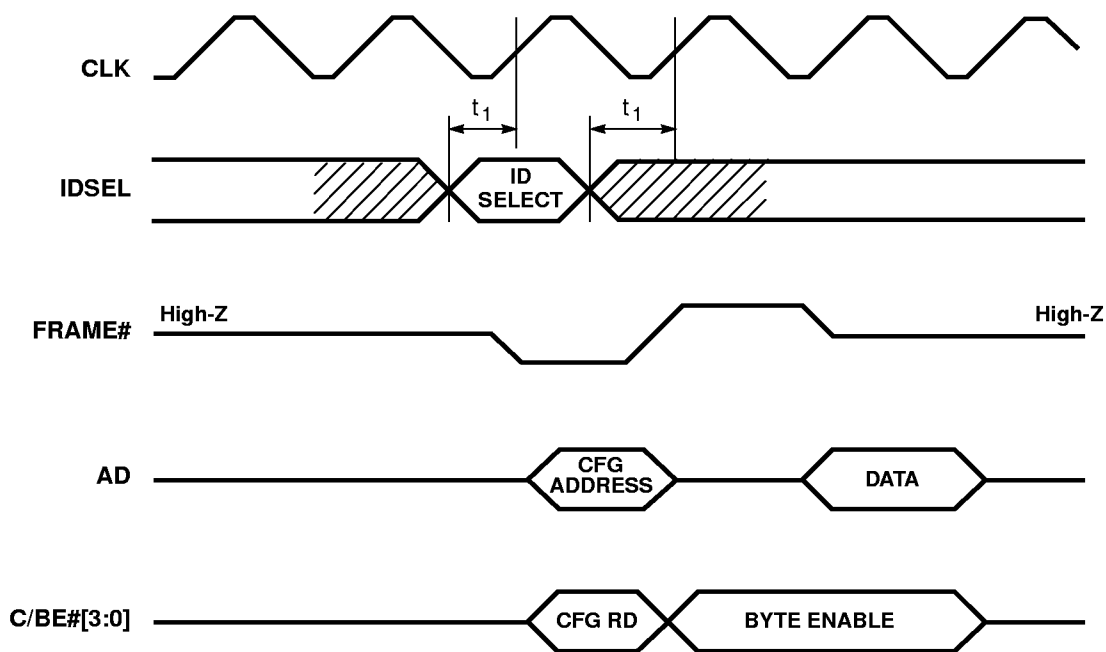 CLK
t1
t1
IDSEL
ID
SELECT
High-Z
High-Z
FRAME#
CFG
ADDRESS
AD
DATA
C/BE#[3:0]
CFG RD
BYTE ENABLE